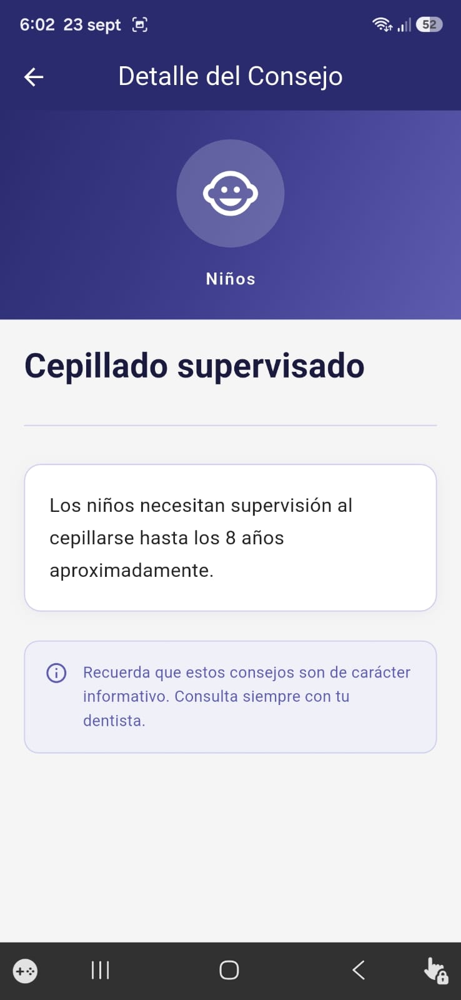 6:02 23 sept
52
Detalle del Consejo
Niños
Cepillado supervisado
Los niños necesitan supervisión al
cepillarse hasta los 8 años
aproximadamente.
Recuerda que estos consejos son de carácter
informativo. Consulta siempre con tu
dentista.